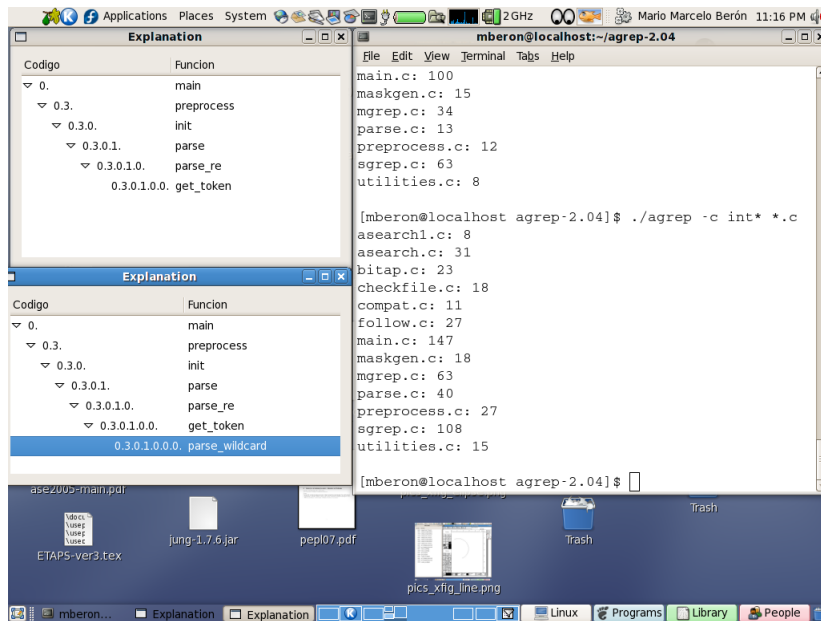 Applications Places System
2 GHz
Mario Marcelo Berón 11:16 PM
Explanation
Codigo Funcion
0. main
0.3. preprocess
0.3.0. init
0.3.0.1. parse
0.3.0.1.0. parse_re
0.3.0.1.0.0. get_token
Explanation
Codigo Funcion
0. main
0.3. preprocess
0.3.0. init
0.3.0.1. parse
0.3.0.1.0. parse_re
0.3.0.1.0.0. get_token
0.3.0.1.0.0.0. parse_wildcard
mberon@localhost:~/agrep-2.04
File Edit View Terminal Tabs Help
main.c: 100
maskgen.c: 15
mgrep.c: 34
parse.c: 13
preprocess.c: 12
sgrep.c: 63
utilities.c: 8
[mberon@localhost agrep-2.04]$ ./agrep -c int* *.c
asearch1.c: 8
asearch.c: 31
bitap.c: 23
checkfile.c: 18
compat.c: 11
follow.c: 27
main.c: 147
maskgen.c: 18
mgrep.c: 63
parse.c: 40
preprocess.c: 27
sgrep.c: 108
utilities.c: 15
[mberon@localhost agrep-2.04]$
ase2005-main.pdf
Trash
ETAPS-ver3.tex
jung-1.7.6.jar
pepl07.pdf
Trash
pics_xfig_line.png
mberon...
Explanation
Explanation
Linux
Programs
Library
People